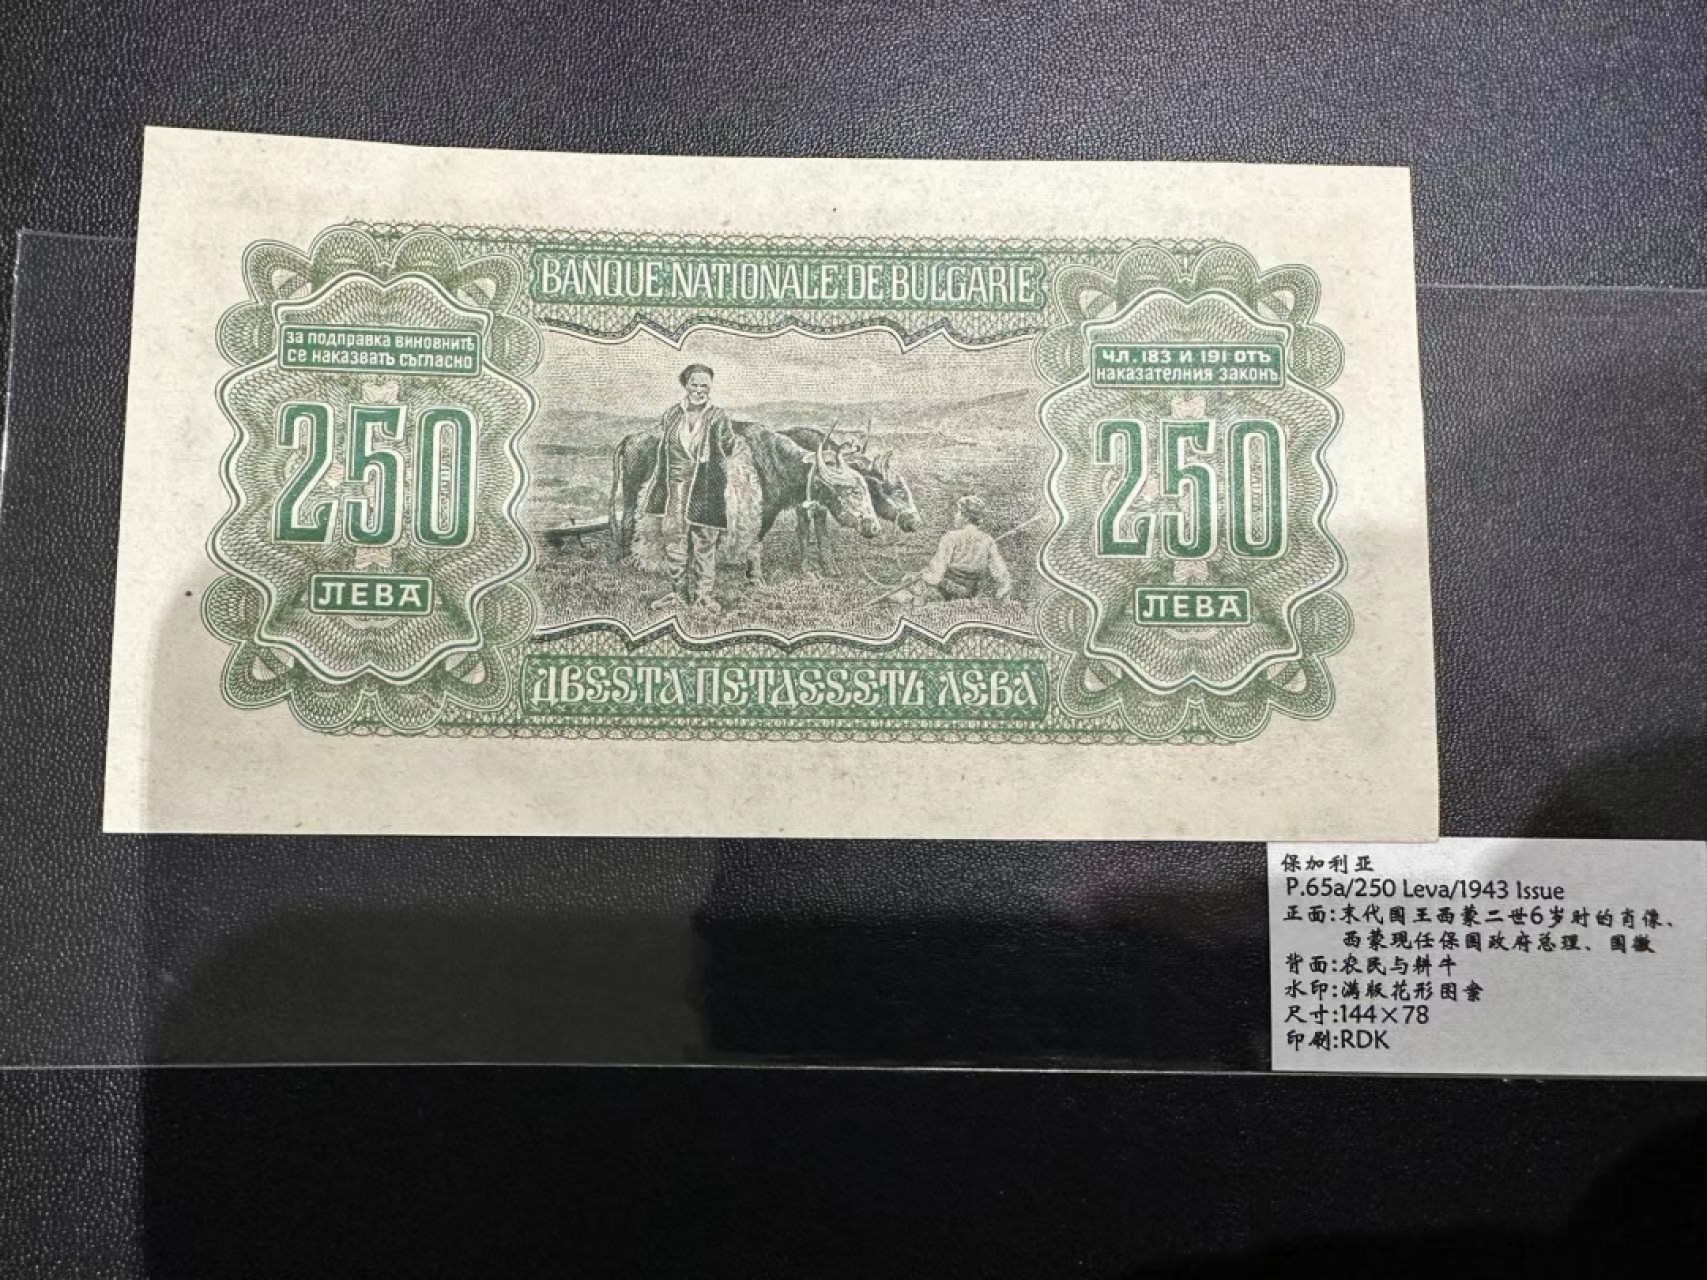 BANQUE NATIONALE DE BULGARIE
за подправка виновнитѣ
се наказватъ съгласно
чл. 183 и 191 отъ
наказателния законъ
250
250
ЛЕВА
ЛЕВА
ДВЕСТА ПЕТДЕСЕТЬ ЛЕВА
保加利亚
P.65a/250 Leva/1943 Issue
正面:末代国王西蒙二世6岁时的肖像、
西蒙现任保国政府总理、国徽
背面:农民与耕牛
水印:满版花形图案
尺寸:144×78
印刷:RDK